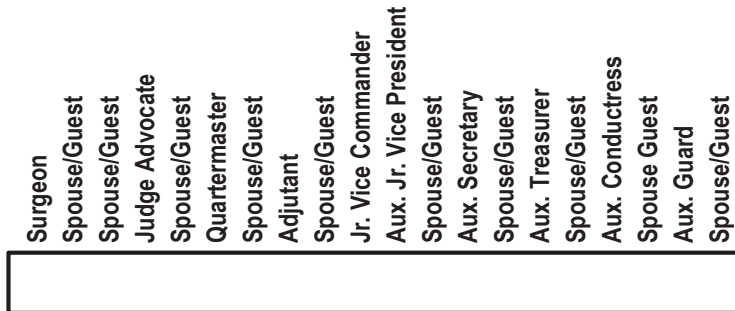 Surgeon
Spouse/Guest
Spouse/Guest
Judge Advocate
Spouse/Guest
Quartermaster
Spouse/Guest
Adjutant
Spouse/Guest
Jr. Vice Commander
Aux. Jr. Vice President
Spouse/Guest
Aux. Secretary
Spouse/Guest
Aux. Treasurer
Spouse/Guest
Aux. Conductress
Spouse Guest
Aux. Guard
Spouse/Guest